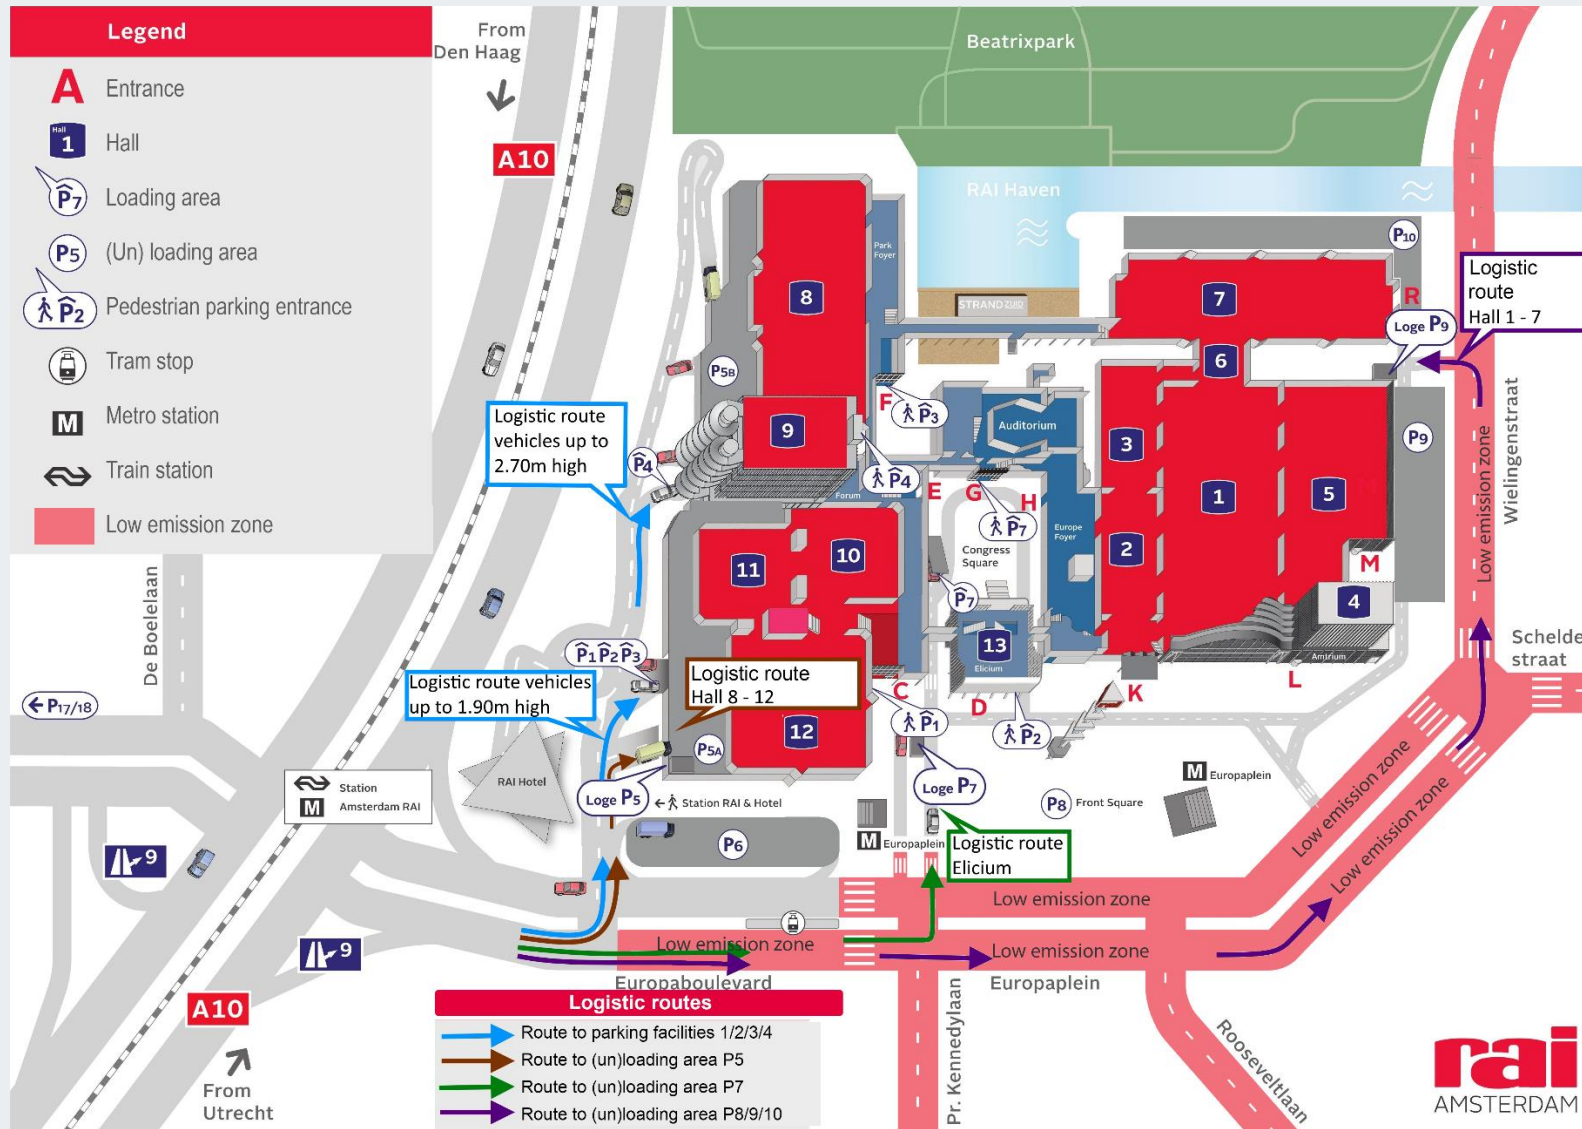 Legend
A Entrance
Hall 1 Hall
P7 Loading area
P5 (Un) loading area
P2 Pedestrian parking entrance
Tram stop
M Metro station
Train station
Low emission zone
From
Den Haag
A10
Beatrixpark
RAI Haven
Park
Foyer
STRANDZUID
P10
Logistic
route
Hall 1 - 7
8
7
R
Loge P9
6
P5B
F
P3
Auditorium
Logistic route
vehicles up to
2.70m high
9
3
P9
P4
P4
Forum
E
G
H
1
5
M
P7
Europe
Foyer
Low emission zone
Wielingenstraat
10
11
Congress
Square
2
M
P7
4
De Boelelaan
13
Elicium
Schelde
straat
P1 P2 P3
Amtrium
Logistic route vehicles
up to 1.90m high
Logistic route
Hall 8 - 12
C
D
K
L
P17/18
P1
P2
12
P5A
RAI Hotel
Loge P5
Loge P7
Station
M Amsterdam RAI
Station RAI & Hotel
P8 Front Square
M Europaplein
P6
M Europaplein
Logistic route
Elicium
Low emission zone
Low emission zone
9
9
Low emission zone
Low emission zone
Low emission zone
Europaboulevard
Europaplein
A10
From
Utrecht
Pr. Kennedylaan
Rooseveltlaan
Logistic routes
Route to parking facilities 1/2/3/4
Route to (un)loading area P5
Route to (un)loading area P7
Route to (un)loading area P8/9/10
rai
AMSTERDAM